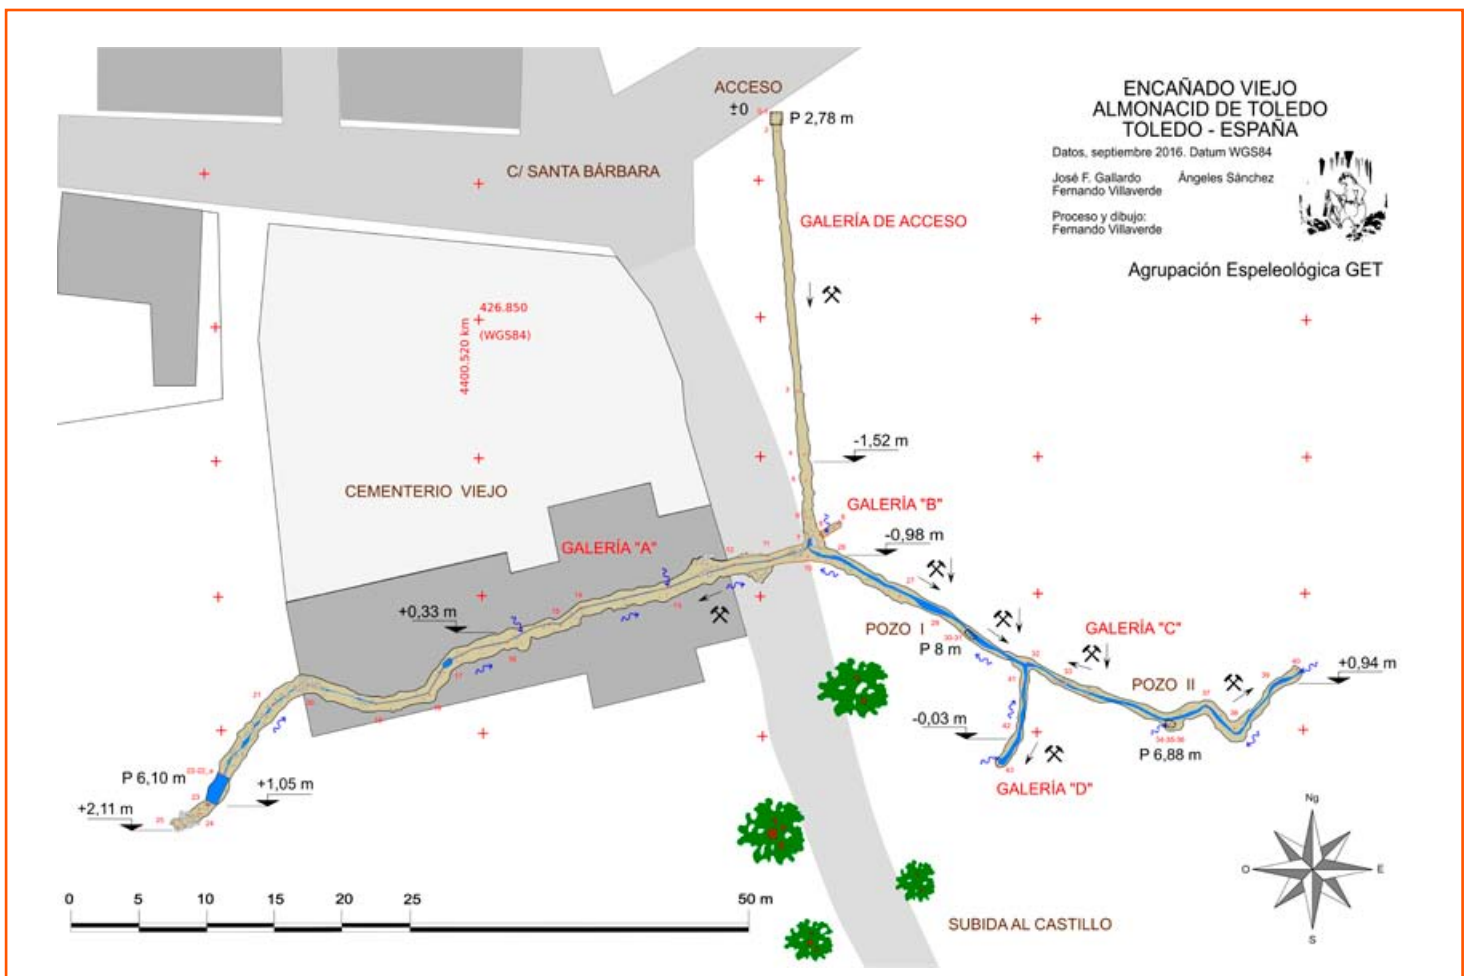 ENCAÑADO VIEJO
ALMONACID DE TOLEDO
TOLEDO - ESPAÑA
Datos, septiembre 2016. Datum WGS84
José F. Gallardo Ángeles Sánchez
Fernando Villaverde
Proceso y dibujo:
Fernando Villaverde
Agrupación Espeleológica GET
ACCESO
±0
P 2,78 m
C/ SANTA BÁRBARA
GALERÍA DE ACCESO
426.850
(WGS84)
4400.520 km
-1,52 m
CEMENTERIO VIEJO
GALERÍA "B"
-0,98 m
GALERÍA "A"
+0,33 m
POZO I
P 8 m
GALERÍA "C"
POZO II
+0,94 m
-0,03 m
P 6,88 m
GALERÍA "D"
P 6,10 m
+1,05 m
+2,11 m
0 5 10 15 20 25 50 m
SUBIDA AL CASTILLO
Ng
O E
S